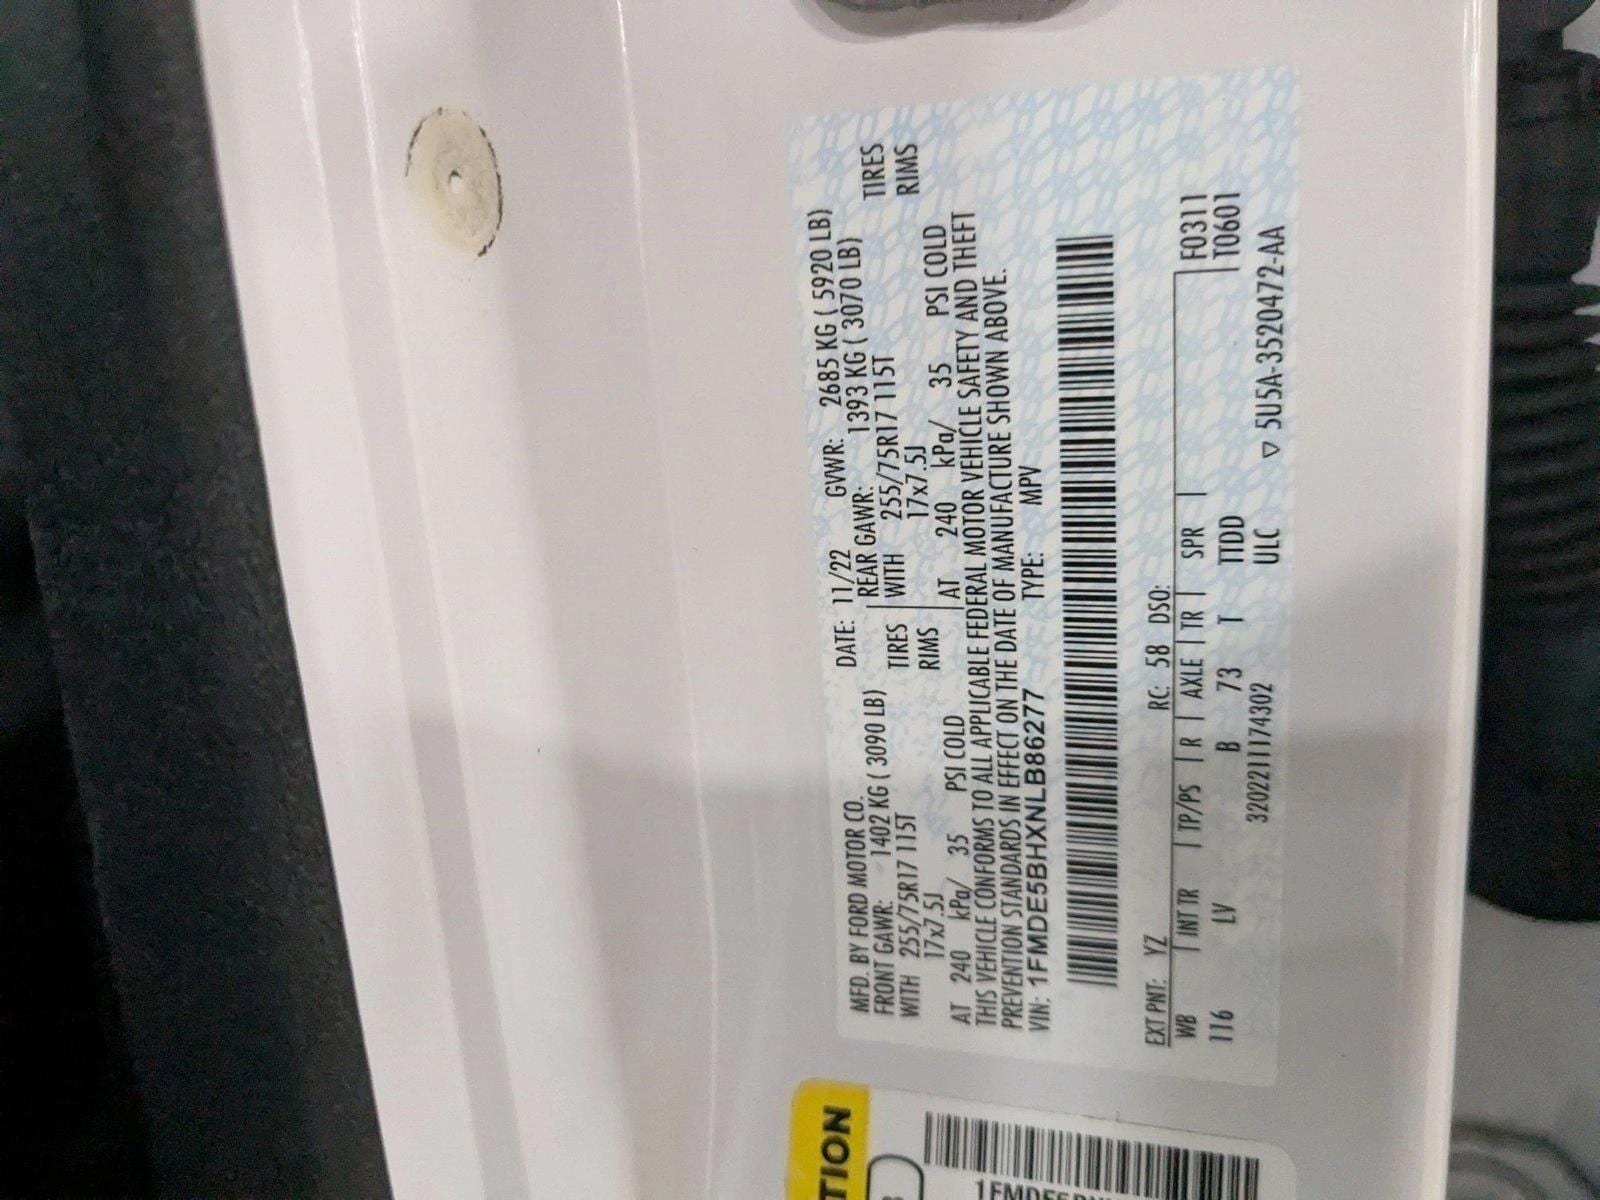 MFD. BY FORD MOTOR CO. DATE: 11/22 GVWR: 2685 KG ( 5920 LB)
FRONT GAWR: 1402 KG ( 3090 LB) REAR GAWR: 1393 KG ( 3070 LB)
WITH 255/75R17 115T TIRES WITH 255/75R17 115T TIRES
17x7.5J RIMS 17x7.5J RIMS
AT 240 kPa/ 35 PSI COLD AT 240 kPa/ 35 PSI COLD
THIS VEHICLE CONFORMS TO ALL APPLICABLE FEDERAL MOTOR VEHICLE SAFETY AND THEFT
PREVENTION STANDARDS IN EFFECT ON THE DATE OF MANUFACTURE SHOWN ABOVE.
VIN: 1FMDE5BHXNLB86277 TYPE: MPV
EXT PNT: YZ RC: 58 DSO:
WB INT TR TP/PS R AXLE TR SPR F0311
116 LV B 73 T TTDD T0601
320221174302 ULC ▽ 5U5A-3520472-AA